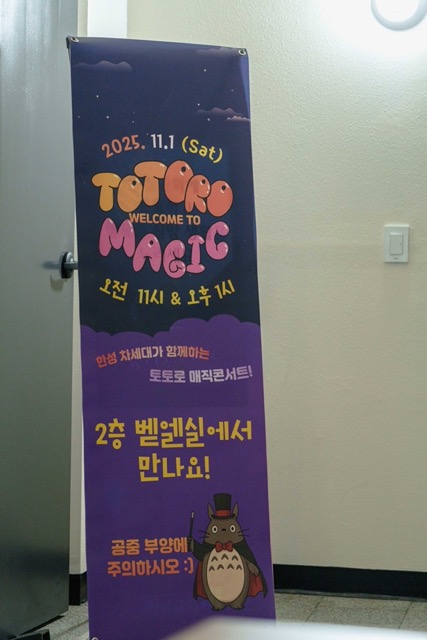 2025. 11.1 (Sat)
TOTORO
WELCOME TO
MAGIC
오전 11시 & 오후 1시
한성 차세대가 함께하는
토토로 매직콘서트!
2층 벧엘실에서
만나요!
공중 부양에
주의하시오 :)